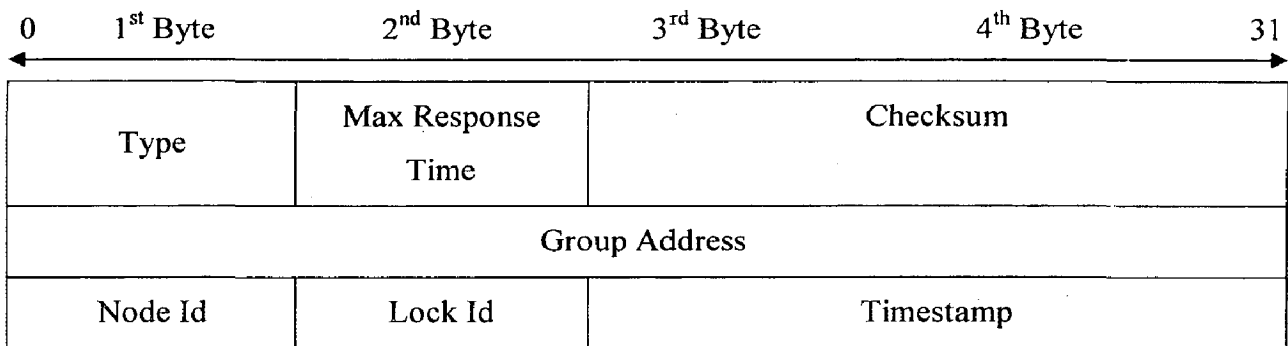 0 1st Byte 2nd Byte 3rd Byte 4th Byte 31
Type
Max Response
Time
Checksum
Group Address
Node Id Lock Id Timestamp